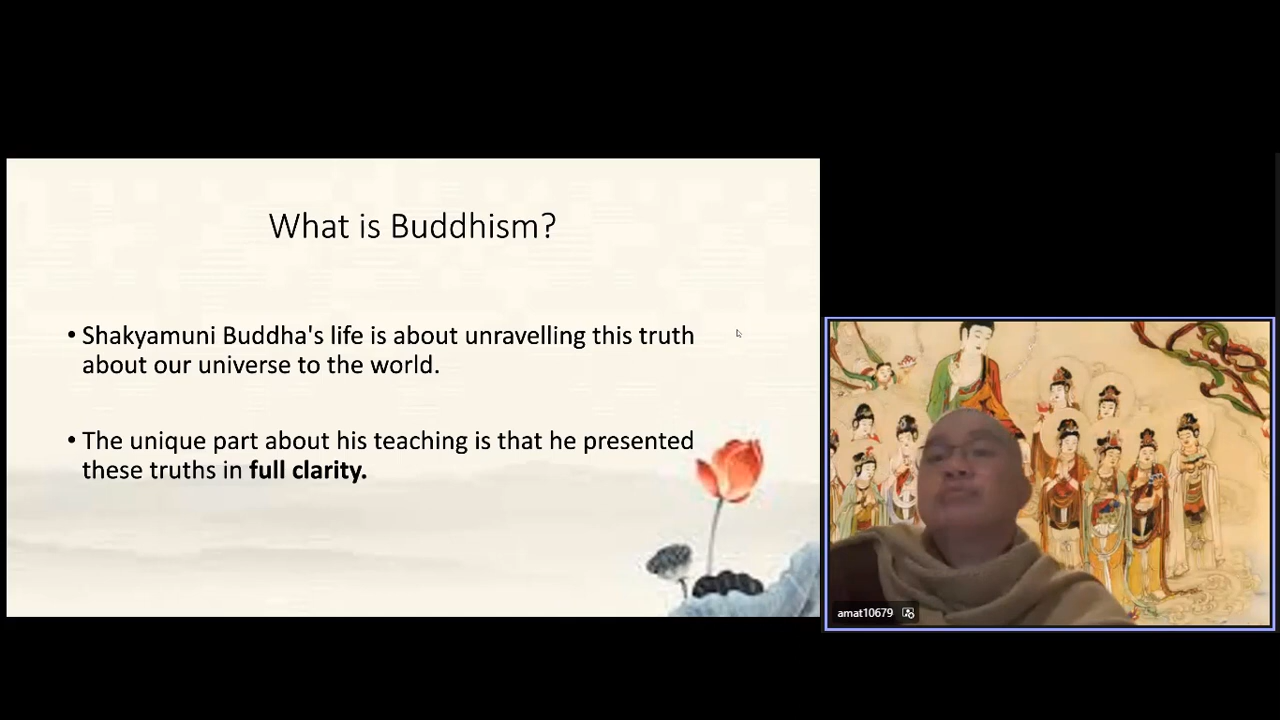 What is Buddhism?
• Shakyamuni Buddha's life is about unravelling this truth
about our universe to the world.
• The unique part about his teaching is that he presented
these truths in full clarity.
amat10679